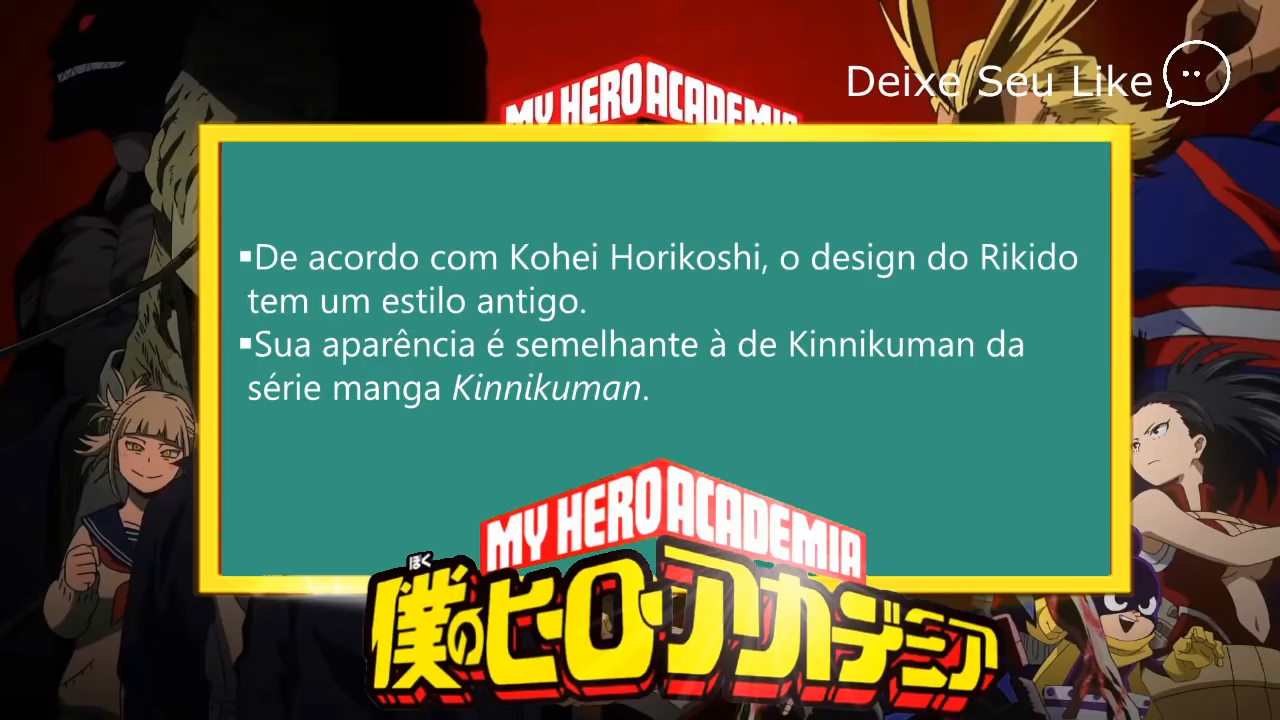 Deixe Seu Like
MY HERO ACADEMIA
▪De acordo com Kohei Horikoshi, o design do Rikido
tem um estilo antigo.
▪Sua aparência é semelhante à de Kinnikuman da
série manga Kinnikuman.
MY HERO ACADEMIA
ぼく
僕のヒーローアカデミア